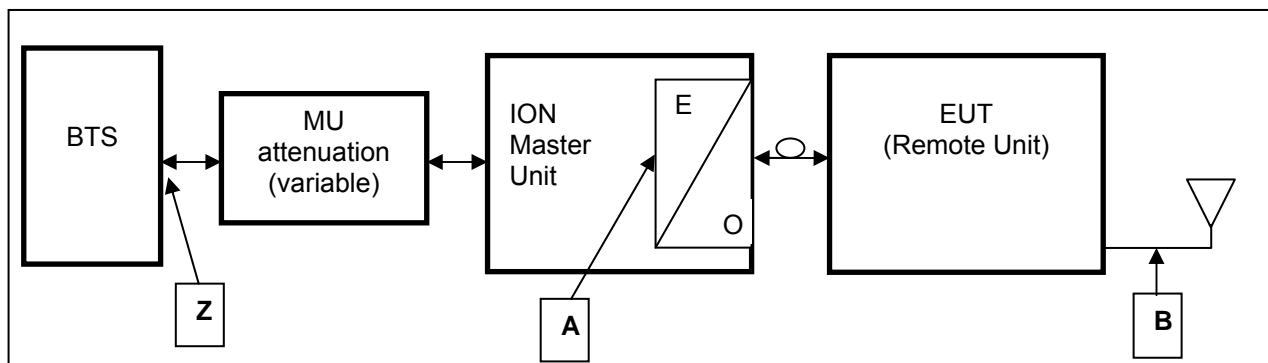 BTS
MU
attenuation
(variable)
ION
Master
Unit
E
O
EUT
(Remote Unit)
Z
A
B